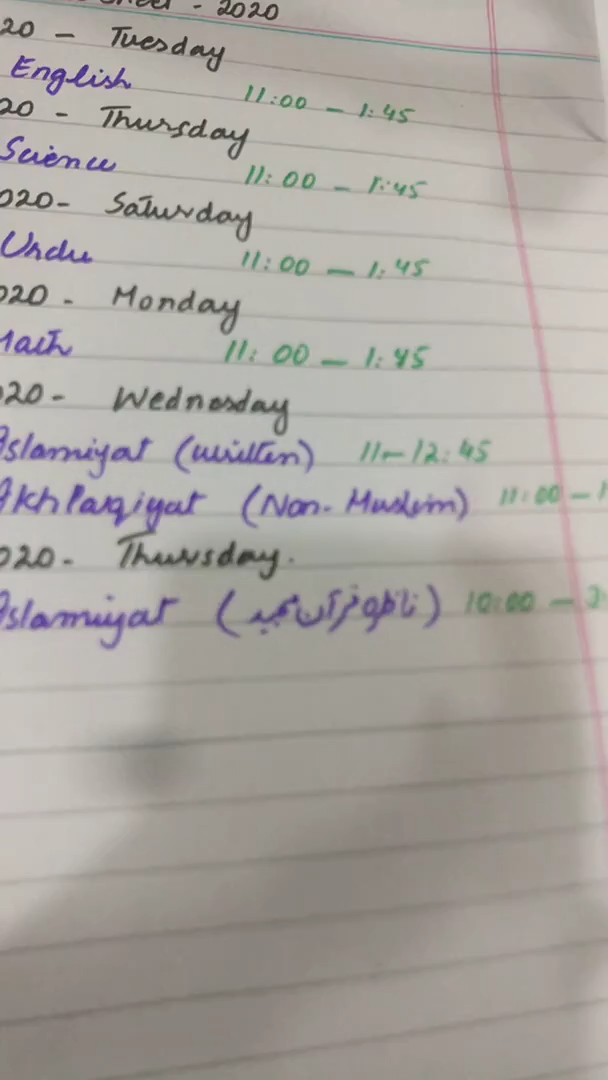 - 2020
20 - Tuesday
English 11:00 - 1:45
20 - Thursday
Science 11:00 - 1:45
020- Saturday
Urdu 11:00 - 1:45
020 - Monday
Math 11:00 - 1:45
020 - Wednesday
Islamiyat (written) 11-12:45
Akhlaqiyat (Non-Muslim) 11:00 - 1
020- Thursday.
Islamiyat (ناظرہ قرآن مجید) 10:00 - 2